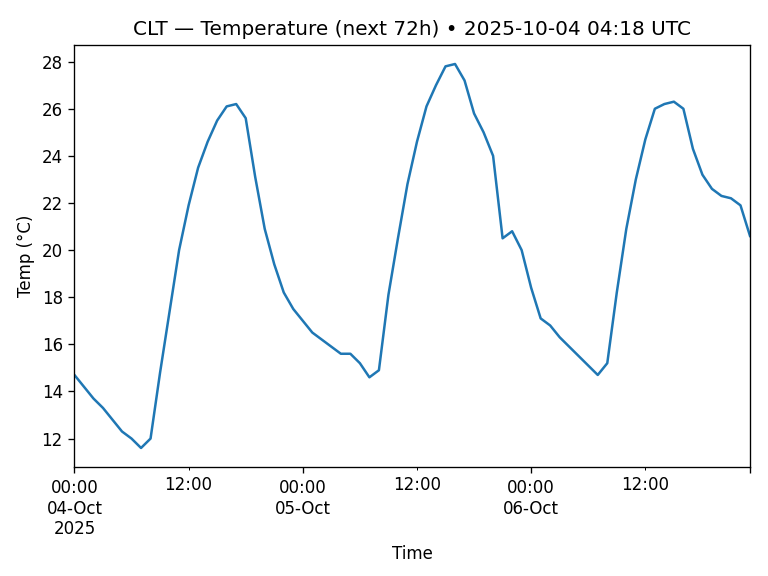 CLT — Temperature (next 72h) • 2025-10-04 04:18 UTC
Temp (°C)
28
26
24
22
20
18
16
14
12
00:00 12:00 00:00 12:00 00:00 12:00
04-Oct 05-Oct 06-Oct
2025
Time